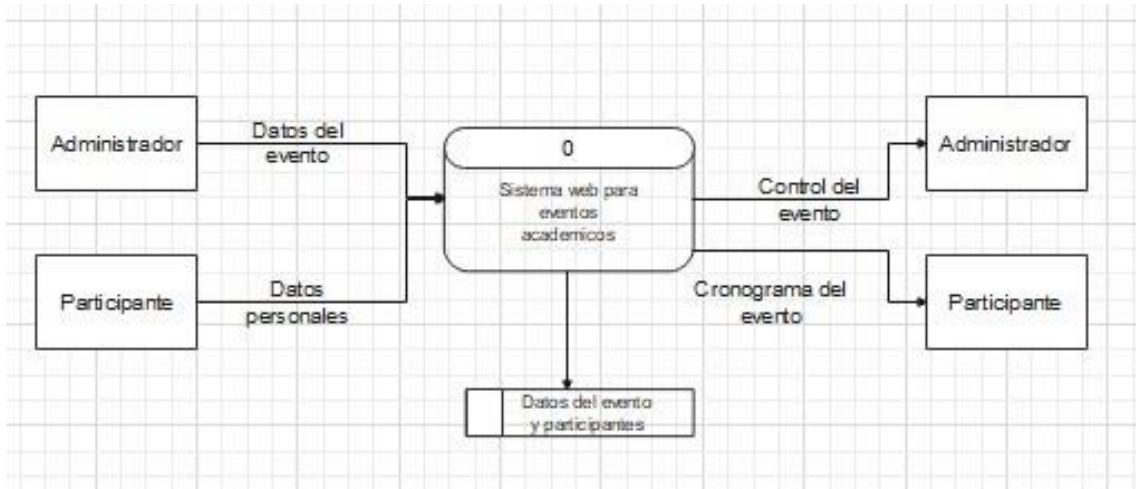 Administrador
Datos del
evento
0
Sistema web para
eventos
academicos
Control del
evento
Administrador
Participante
Datos
personales
Cronograma del
evento
Participante
Datos del evento
y participantes